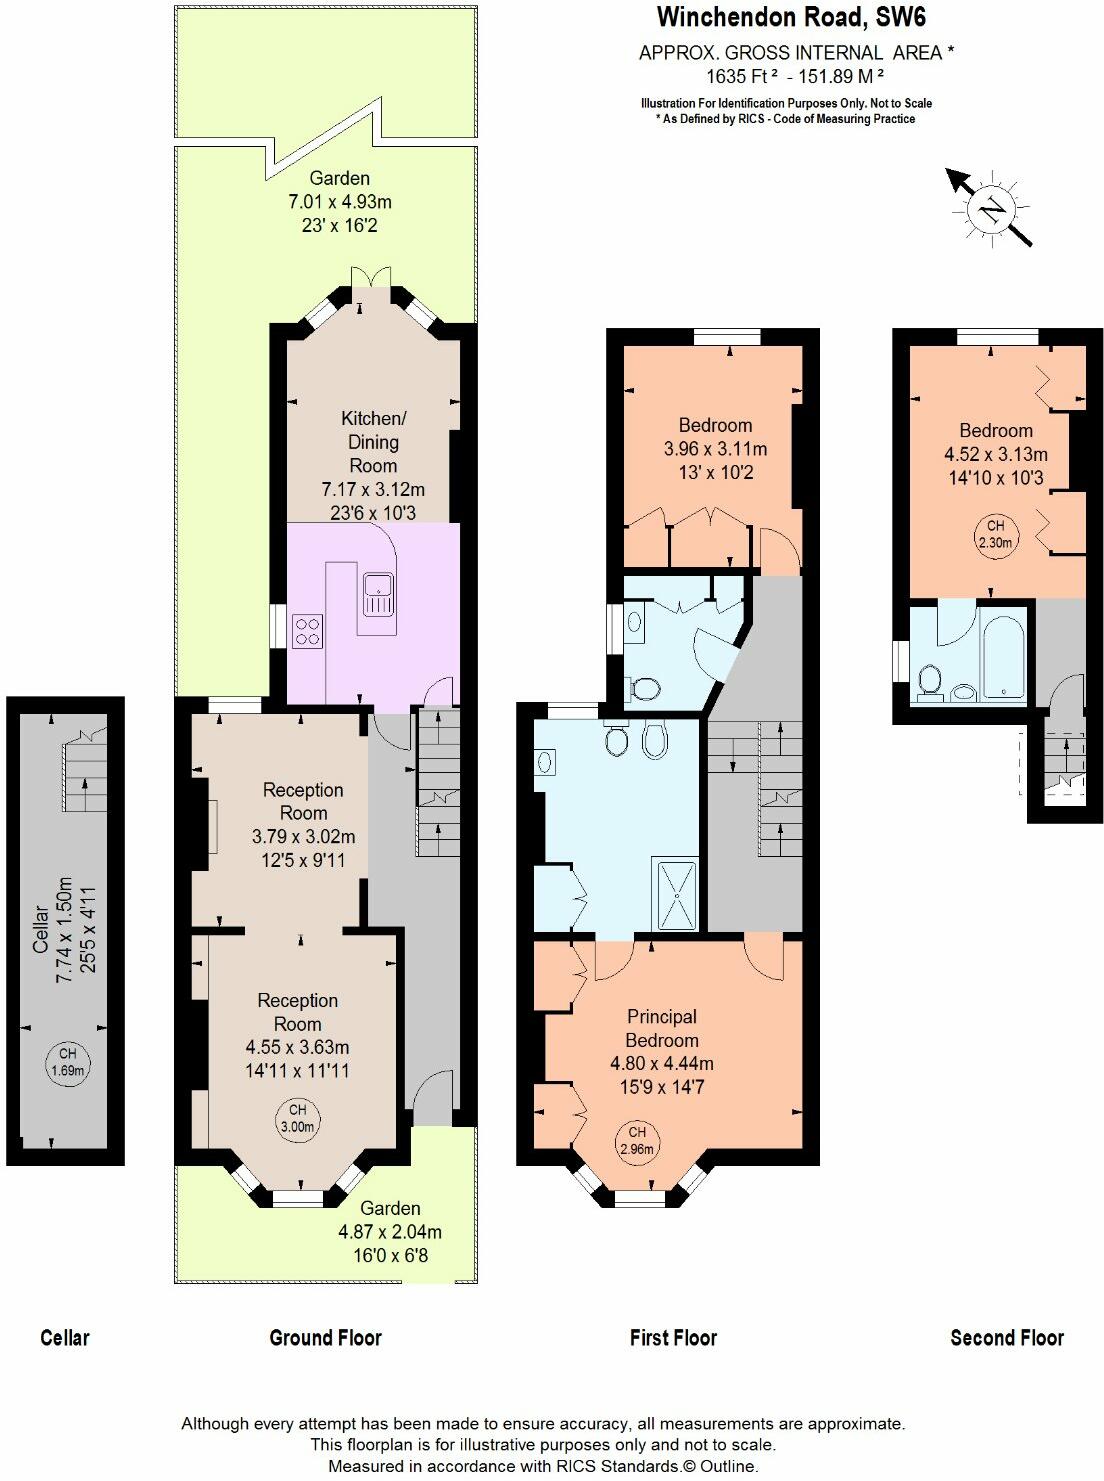 Winchendon Road, SW6
APPROX. GROSS INTERNAL AREA *
1635 Ft ² - 151.89 M ²
Illustration For Identification Purposes Only. Not to Scale
* As Defined by RICS - Code of Measuring Practice
N
Garden
7.01 x 4.93m
23' x 16'2
Kitchen/
Dining
Room
7.17 x 3.12m
23'6 x 10'3
Reception
Room
3.79 x 3.02m
12'5 x 9'11
Reception
Room
4.55 x 3.63m
14'11 x 11'11
CH
3.00m
Garden
4.87 x 2.04m
16'0 x 6'8
Cellar
7.74 x 1.50m
25'5 x 4'11
CH
1.69m
Bedroom
3.96 x 3.11m
13' x 10'2
Principal
Bedroom
4.80 x 4.44m
15'9 x 14'7
CH
2.96m
Bedroom
4.52 x 3.13m
14'10 x 10'3
CH
2.30m
Cellar
Ground Floor
First Floor
Second Floor
Although every attempt has been made to ensure accuracy, all measurements are approximate.
This floorplan is for illustrative purposes only and not to scale.
Measured in accordance with RICS Standards.© Outline.